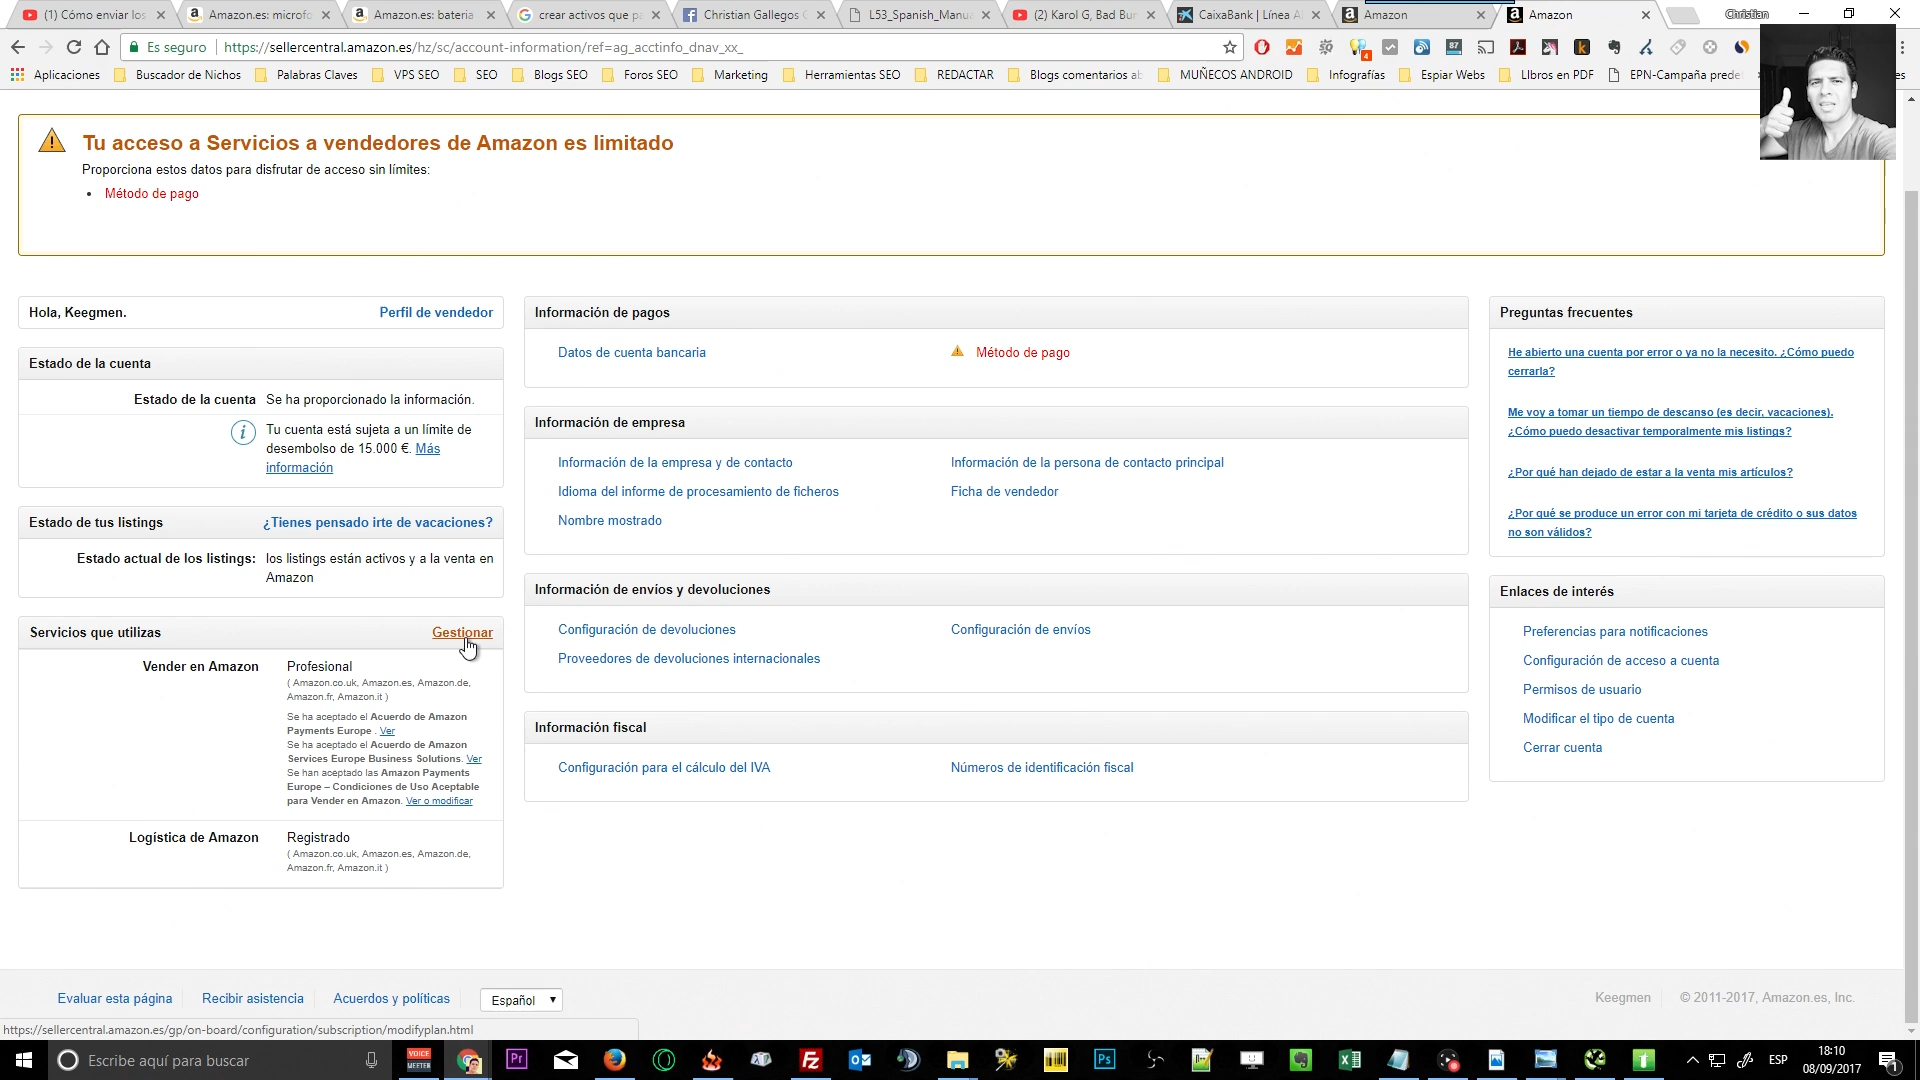 (1) Cómo enviar los
Amazon.es: microfo
Amazon.es: bateria
crear activos que pa
Christian Gallegos
L53_Spanish_Manua
(2) Karol G, Bad Bun
CaixaBank | Línea A
Amazon
Amazon
Christian
Es seguro
https://sellercentral.amazon.es/hz/sc/account-information/ref=ag_acctinfo_dnav_xx_
4
87
Aplicaciones
Buscador de Nichos
Palabras Claves
VPS SEO
SEO
Blogs SEO
Foros SEO
Marketing
Herramientas SEO
REDACTAR
Blogs comentarios ab
MUÑECOS ANDROID
Infografías
Espiar Webs
LIbros en PDF
EPN-Campaña prede
es
Tu acceso a Servicios a vendedores de Amazon es limitado
Proporciona estos datos para disfrutar de acceso sin límites:
• Método de pago
Hola, Keegmen.
Perfil de vendedor
Estado de la cuenta
Estado de la cuenta
Se ha proporcionado la información.
Tu cuenta está sujeta a un límite de
desembolso de 15.000 €. Más
información
Estado de tus listings
¿Tienes pensado irte de vacaciones?
Estado actual de los listings:
los listings están activos y a la venta en
Amazon
Servicios que utilizas
Gestionar
Vender en Amazon
Profesional
( Amazon.co.uk, Amazon.es, Amazon.de,
Amazon.fr, Amazon.it )
Se ha aceptado el Acuerdo de Amazon
Payments Europe . Ver
Se ha aceptado el Acuerdo de Amazon
Services Europe Business Solutions. Ver
Se han aceptado las Amazon Payments
Europe – Condiciones de Uso Aceptable
para Vender en Amazon. Ver o modificar
Logística de Amazon
Registrado
( Amazon.co.uk, Amazon.es, Amazon.de,
Amazon.fr, Amazon.it )
Información de pagos
Datos de cuenta bancaria
Método de pago
Información de empresa
Información de la empresa y de contacto
Información de la persona de contacto principal
Idioma del informe de procesamiento de ficheros
Ficha de vendedor
Nombre mostrado
Información de envíos y devoluciones
Configuración de devoluciones
Configuración de envíos
Proveedores de devoluciones internacionales
Información fiscal
Configuración para el cálculo del IVA
Números de identificación fiscal
Preguntas frecuentes
He abierto una cuenta por error o ya no la necesito. ¿Cómo puedo
cerrarla?
Me voy a tomar un tiempo de descanso (es decir, vacaciones).
¿Cómo puedo desactivar temporalmente mis listings?
¿Por qué han dejado de estar a la venta mis artículos?
¿Por qué se produce un error con mi tarjeta de crédito o sus datos
no son válidos?
Enlaces de interés
Preferencias para notificaciones
Configuración de acceso a cuenta
Permisos de usuario
Modificar el tipo de cuenta
Cerrar cuenta
Evaluar esta página
Recibir asistencia
Acuerdos y políticas
Español
Keegmen
© 2011-2017, Amazon.es, Inc.
https://sellercentral.amazon.es/gp/on-board/configuration/subscription/modifyplan.html
Escribe aquí para buscar
VOICE
MEETER
Pr
Fz
Ps
ESP
18:10
08/09/2017
1